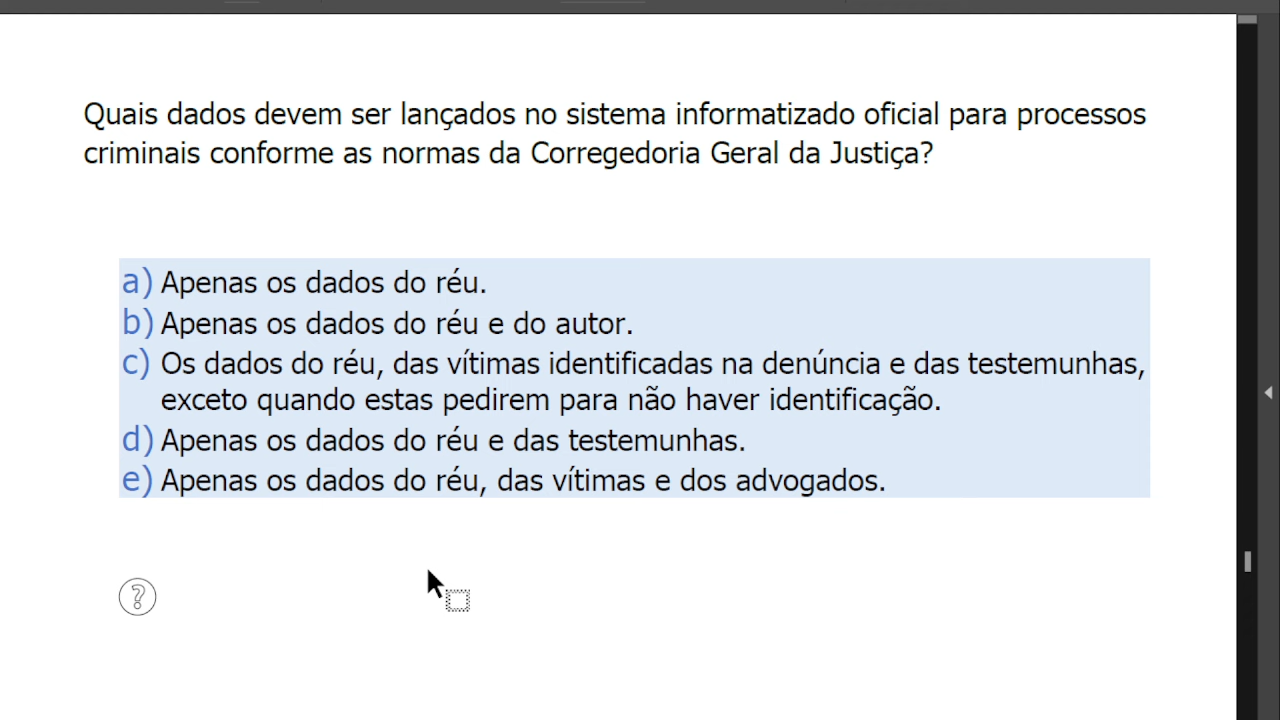 Quais dados devem ser lançados no sistema informatizado oficial para processos
criminais conforme as normas da Corregedoria Geral da Justiça?
a) Apenas os dados do réu.
b) Apenas os dados do réu e do autor.
c) Os dados do réu, das vítimas identificadas na denúncia e das testemunhas,
exceto quando estas pedirem para não haver identificação.
d) Apenas os dados do réu e das testemunhas.
e) Apenas os dados do réu, das vítimas e dos advogados.
?